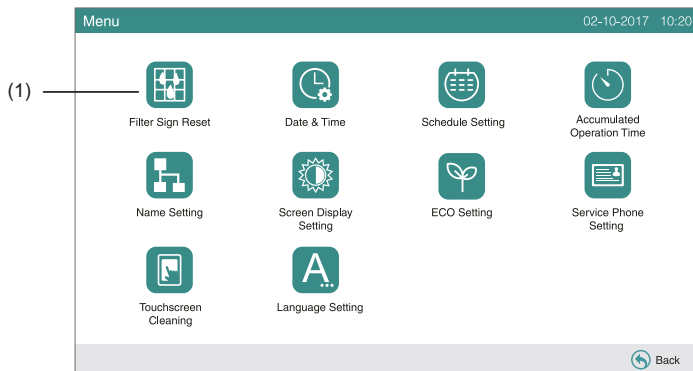 Menu 02-10-2017 10:20
(1)
Filter Sign Reset Date & Time Schedule Setting Accumulated
Operation Time
Name Setting Screen Display
Setting ECO Setting Service Phone
Setting
Touchscreen
Cleaning Language Setting
A...
Back